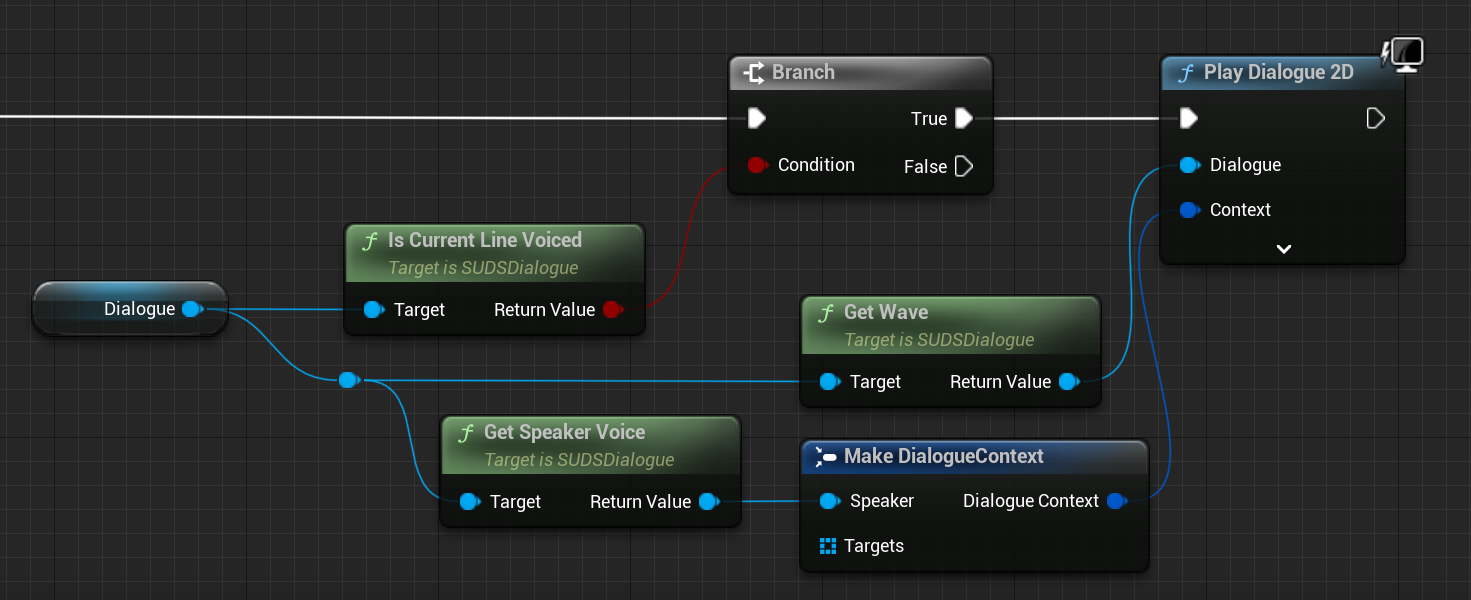 Branch
True
Condition
False
Play Dialogue 2D
Dialogue
Context
Dialogue
Is Current Line Voiced
Target is SUDSDialogue
Target
Return Value
Get Wave
Target is SUDSDialogue
Target
Return Value
Get Speaker Voice
Target is SUDSDialogue
Target
Return Value
Make DialogueContext
Speaker
Dialogue Context
Targets